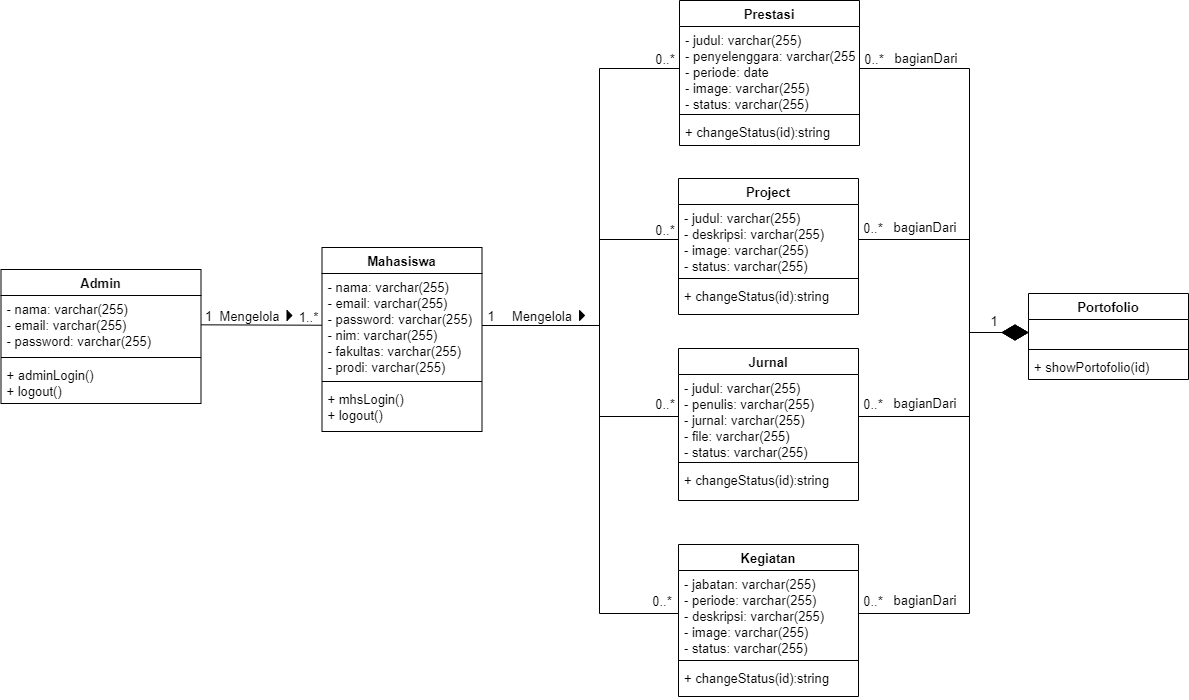 Admin
- nama: varchar(255)
- email: varchar(255)
- password: varchar(255)
+ adminLogin()
+ logout()
1 Mengelola 1..*
Mahasiswa
- nama: varchar(255)
- email: varchar(255)
- password: varchar(255)
- nim: varchar(255)
- fakultas: varchar(255)
- prodi: varchar(255)
+ mhsLogin()
+ logout()
1 Mengelola
0..*
Prestasi
- judul: varchar(255)
- penyelenggara: varchar(255
- periode: date
- image: varchar(255)
- status: varchar(255)
+ changeStatus(id):string
0..* bagianDari
0..*
Project
- judul: varchar(255)
- deskripsi: varchar(255)
- image: varchar(255)
- status: varchar(255)
+ changeStatus(id):string
0..* bagianDari
0..*
Jurnal
- judul: varchar(255)
- penulis: varchar(255)
- jurnal: varchar(255)
- file: varchar(255)
- status: varchar(255)
+ changeStatus(id):string
0..* bagianDari
0..*
Kegiatan
- jabatan: varchar(255)
- periode: varchar(255)
- deskripsi: varchar(255)
- image: varchar(255)
- status: varchar(255)
+ changeStatus(id):string
0..* bagianDari
1
Portofolio
+ showPortofolio(id)